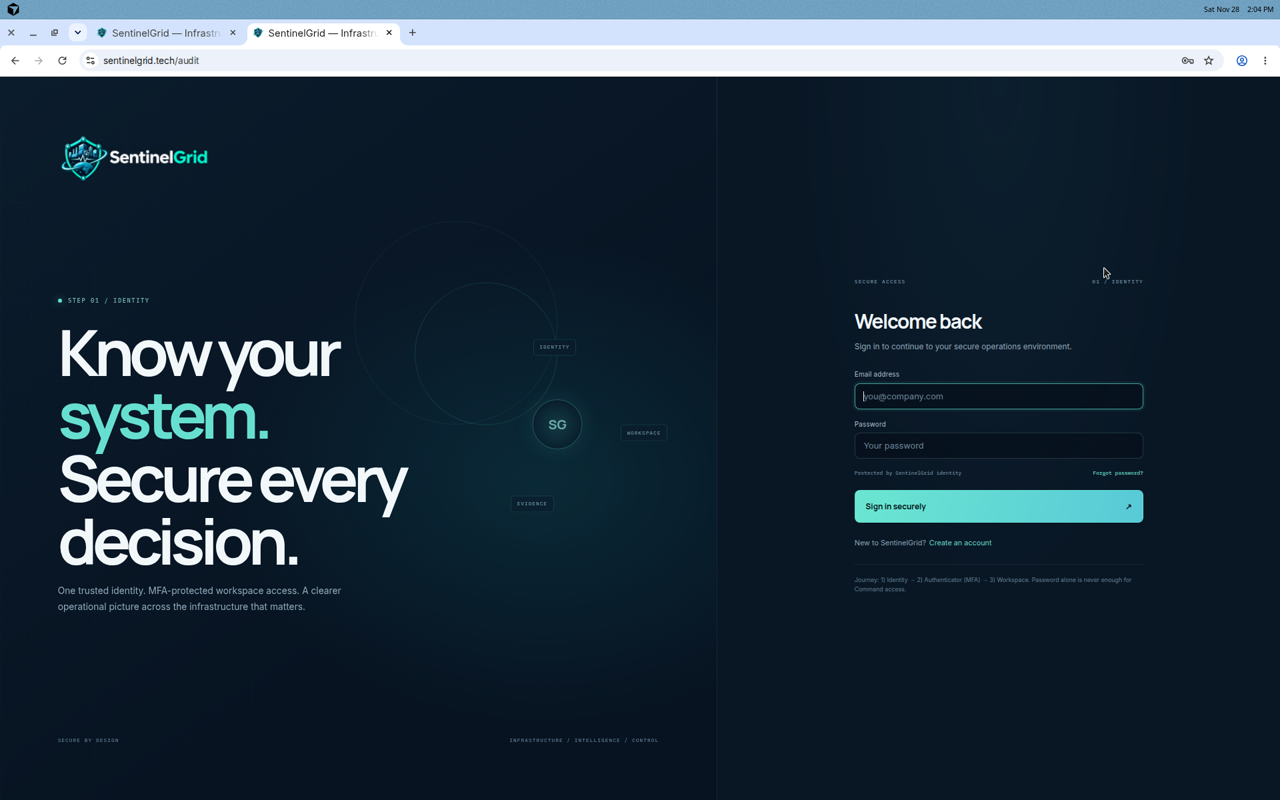 Sat Nov 28 2:04 PM
SentinelGrid — Infrastr
SentinelGrid — Infrastr
sentinelgrid.tech/audit
SentinelGrid
STEP 01 / IDENTITY
Know your
system.
Secure every
decision.
One trusted identity. MFA-protected workspace access. A clearer
operational picture across the infrastructure that matters.
IDENTITY
SG
WORKSPACE
EVIDENCE
SECURE BY DESIGN
INFRASTRUCTURE / INTELLIGENCE / CONTROL
SECURE ACCESS
01 / IDENTITY
Welcome back
Sign in to continue to your secure operations environment.
Email address
you@company.com
Password
Your password
Protected by SentinelGrid identity
Forgot password?
Sign in securely ↗
New to SentinelGrid? Create an account
Journey: 1) Identity → 2) Authenticator (MFA) → 3) Workspace. Password alone is never enough for
Command access.